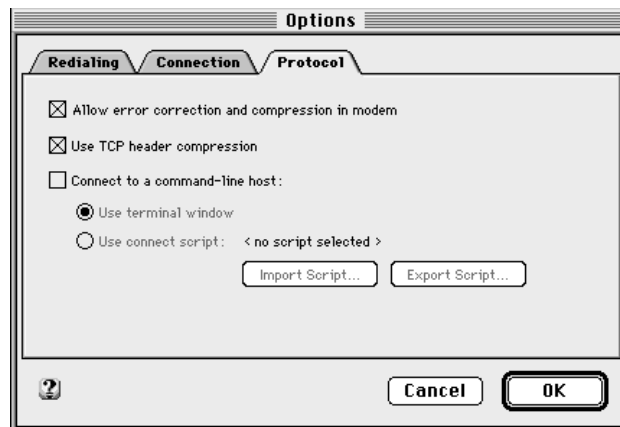 Options
Redialing Connection Protocol
Allow error correction and compression in modem
Use TCP header compression
Connect to a command-line host:
Use terminal window
Use connect script: < no script selected >
Import Script... Export Script...
? Cancel OK